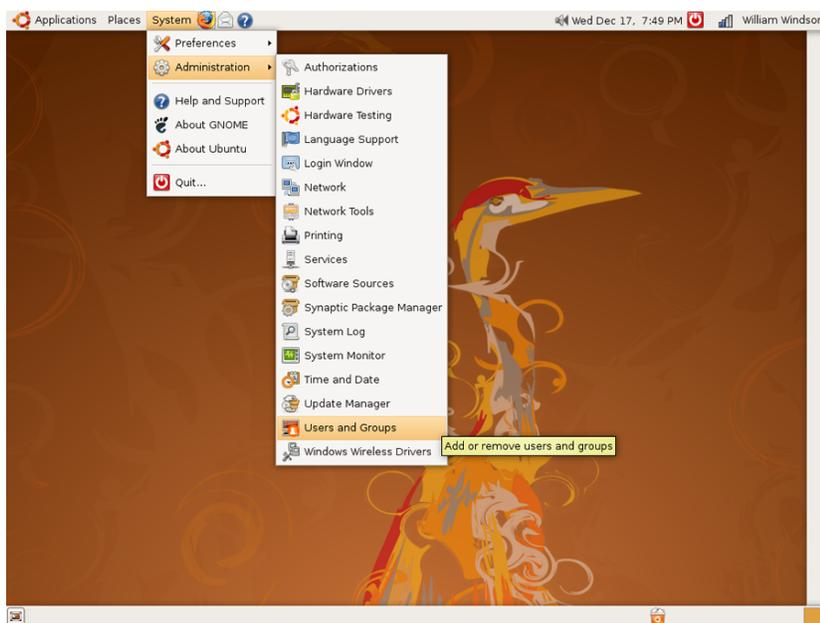 Applications Places System
Wed Dec 17, 7:49 PM
William Windsor
Preferences
Administration
Help and Support
About GNOME
About Ubuntu
Quit...
Authorizations
Hardware Drivers
Hardware Testing
Language Support
Login Window
Network
Network Tools
Printing
Services
Software Sources
Synaptic Package Manager
System Log
System Monitor
Time and Date
Update Manager
Users and Groups
Windows Wireless Drivers
Add or remove users and groups